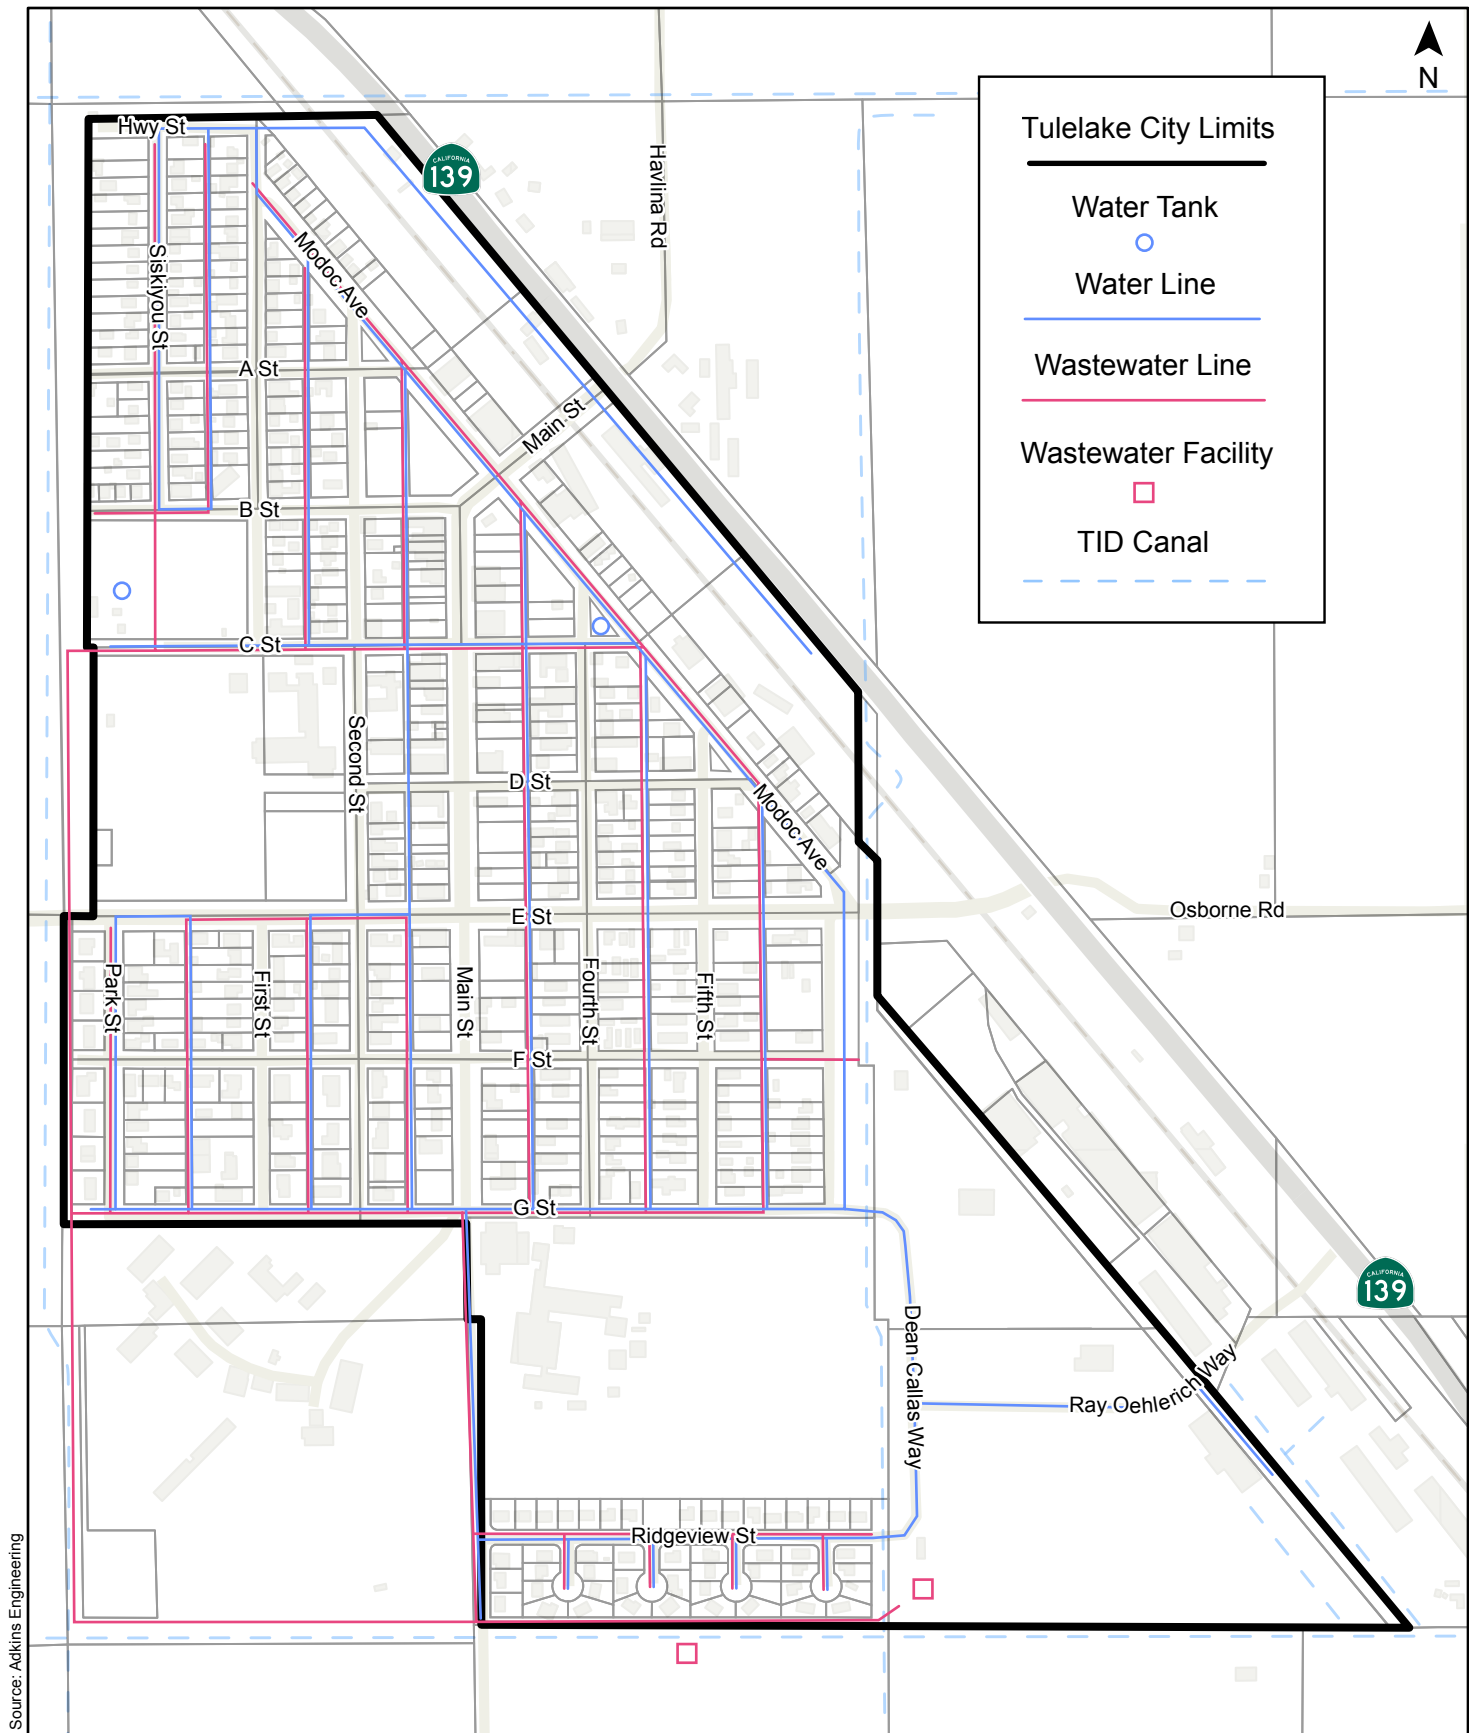 N
Tulelake City Limits
Water Tank
Water Line
Wastewater Line
Wastewater Facility
TID Canal
Hwy St
CALIFORNIA
139
Havlina Rd
Siskiyou St
Modoc Ave
A St
Main St
B St
C St
Second St
D St
Modoc Ave
E St
Osborne Rd
Park St
First St
Main St
Fourth St
Fifth St
F St
G St
CALIFORNIA
139
Dean Callas Way
Ray Oehlerich Way
Ridgeview St
Source: Adkins Engineering